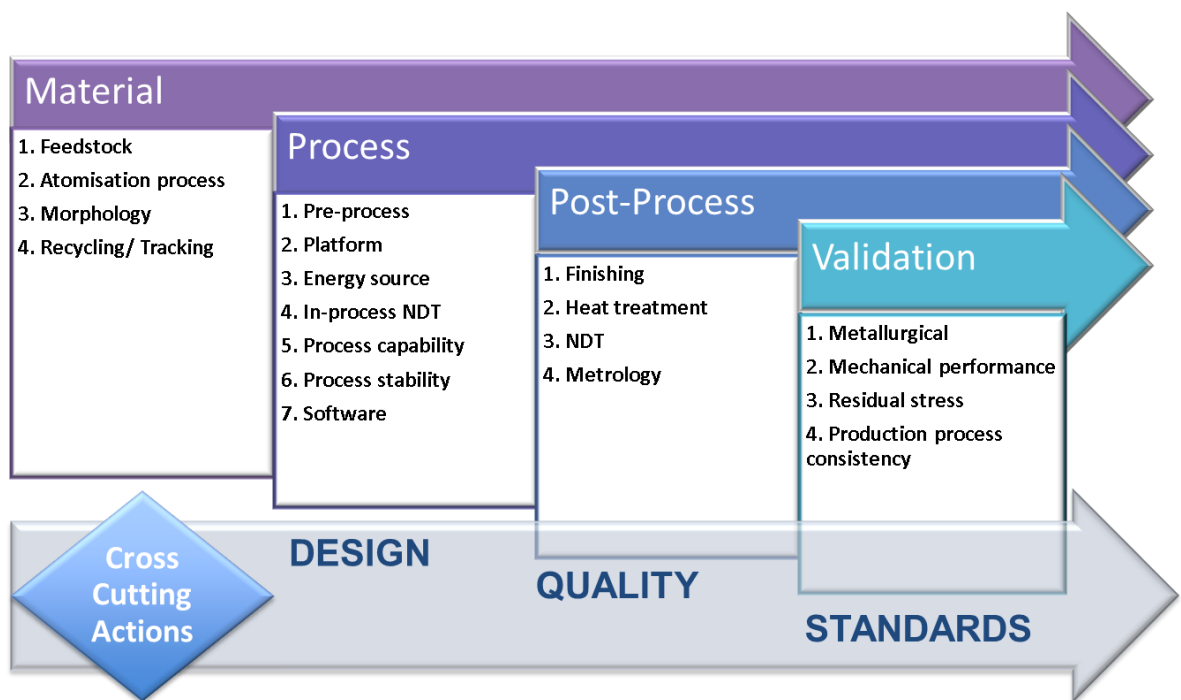 Material
1. Feedstock
2. Atomisation process
3. Morphology
4. Recycling/ Tracking
Process
1. Pre-process
2. Platform
3. Energy source
4. In-process NDT
5. Process capability
6. Process stability
7. Software
Post-Process
1. Finishing
2. Heat treatment
3. NDT
4. Metrology
Validation
1. Metallurgical
2. Mechanical performance
3. Residual stress
4. Production process
consistency
Cross
Cutting
Actions
DESIGN
QUALITY
STANDARDS